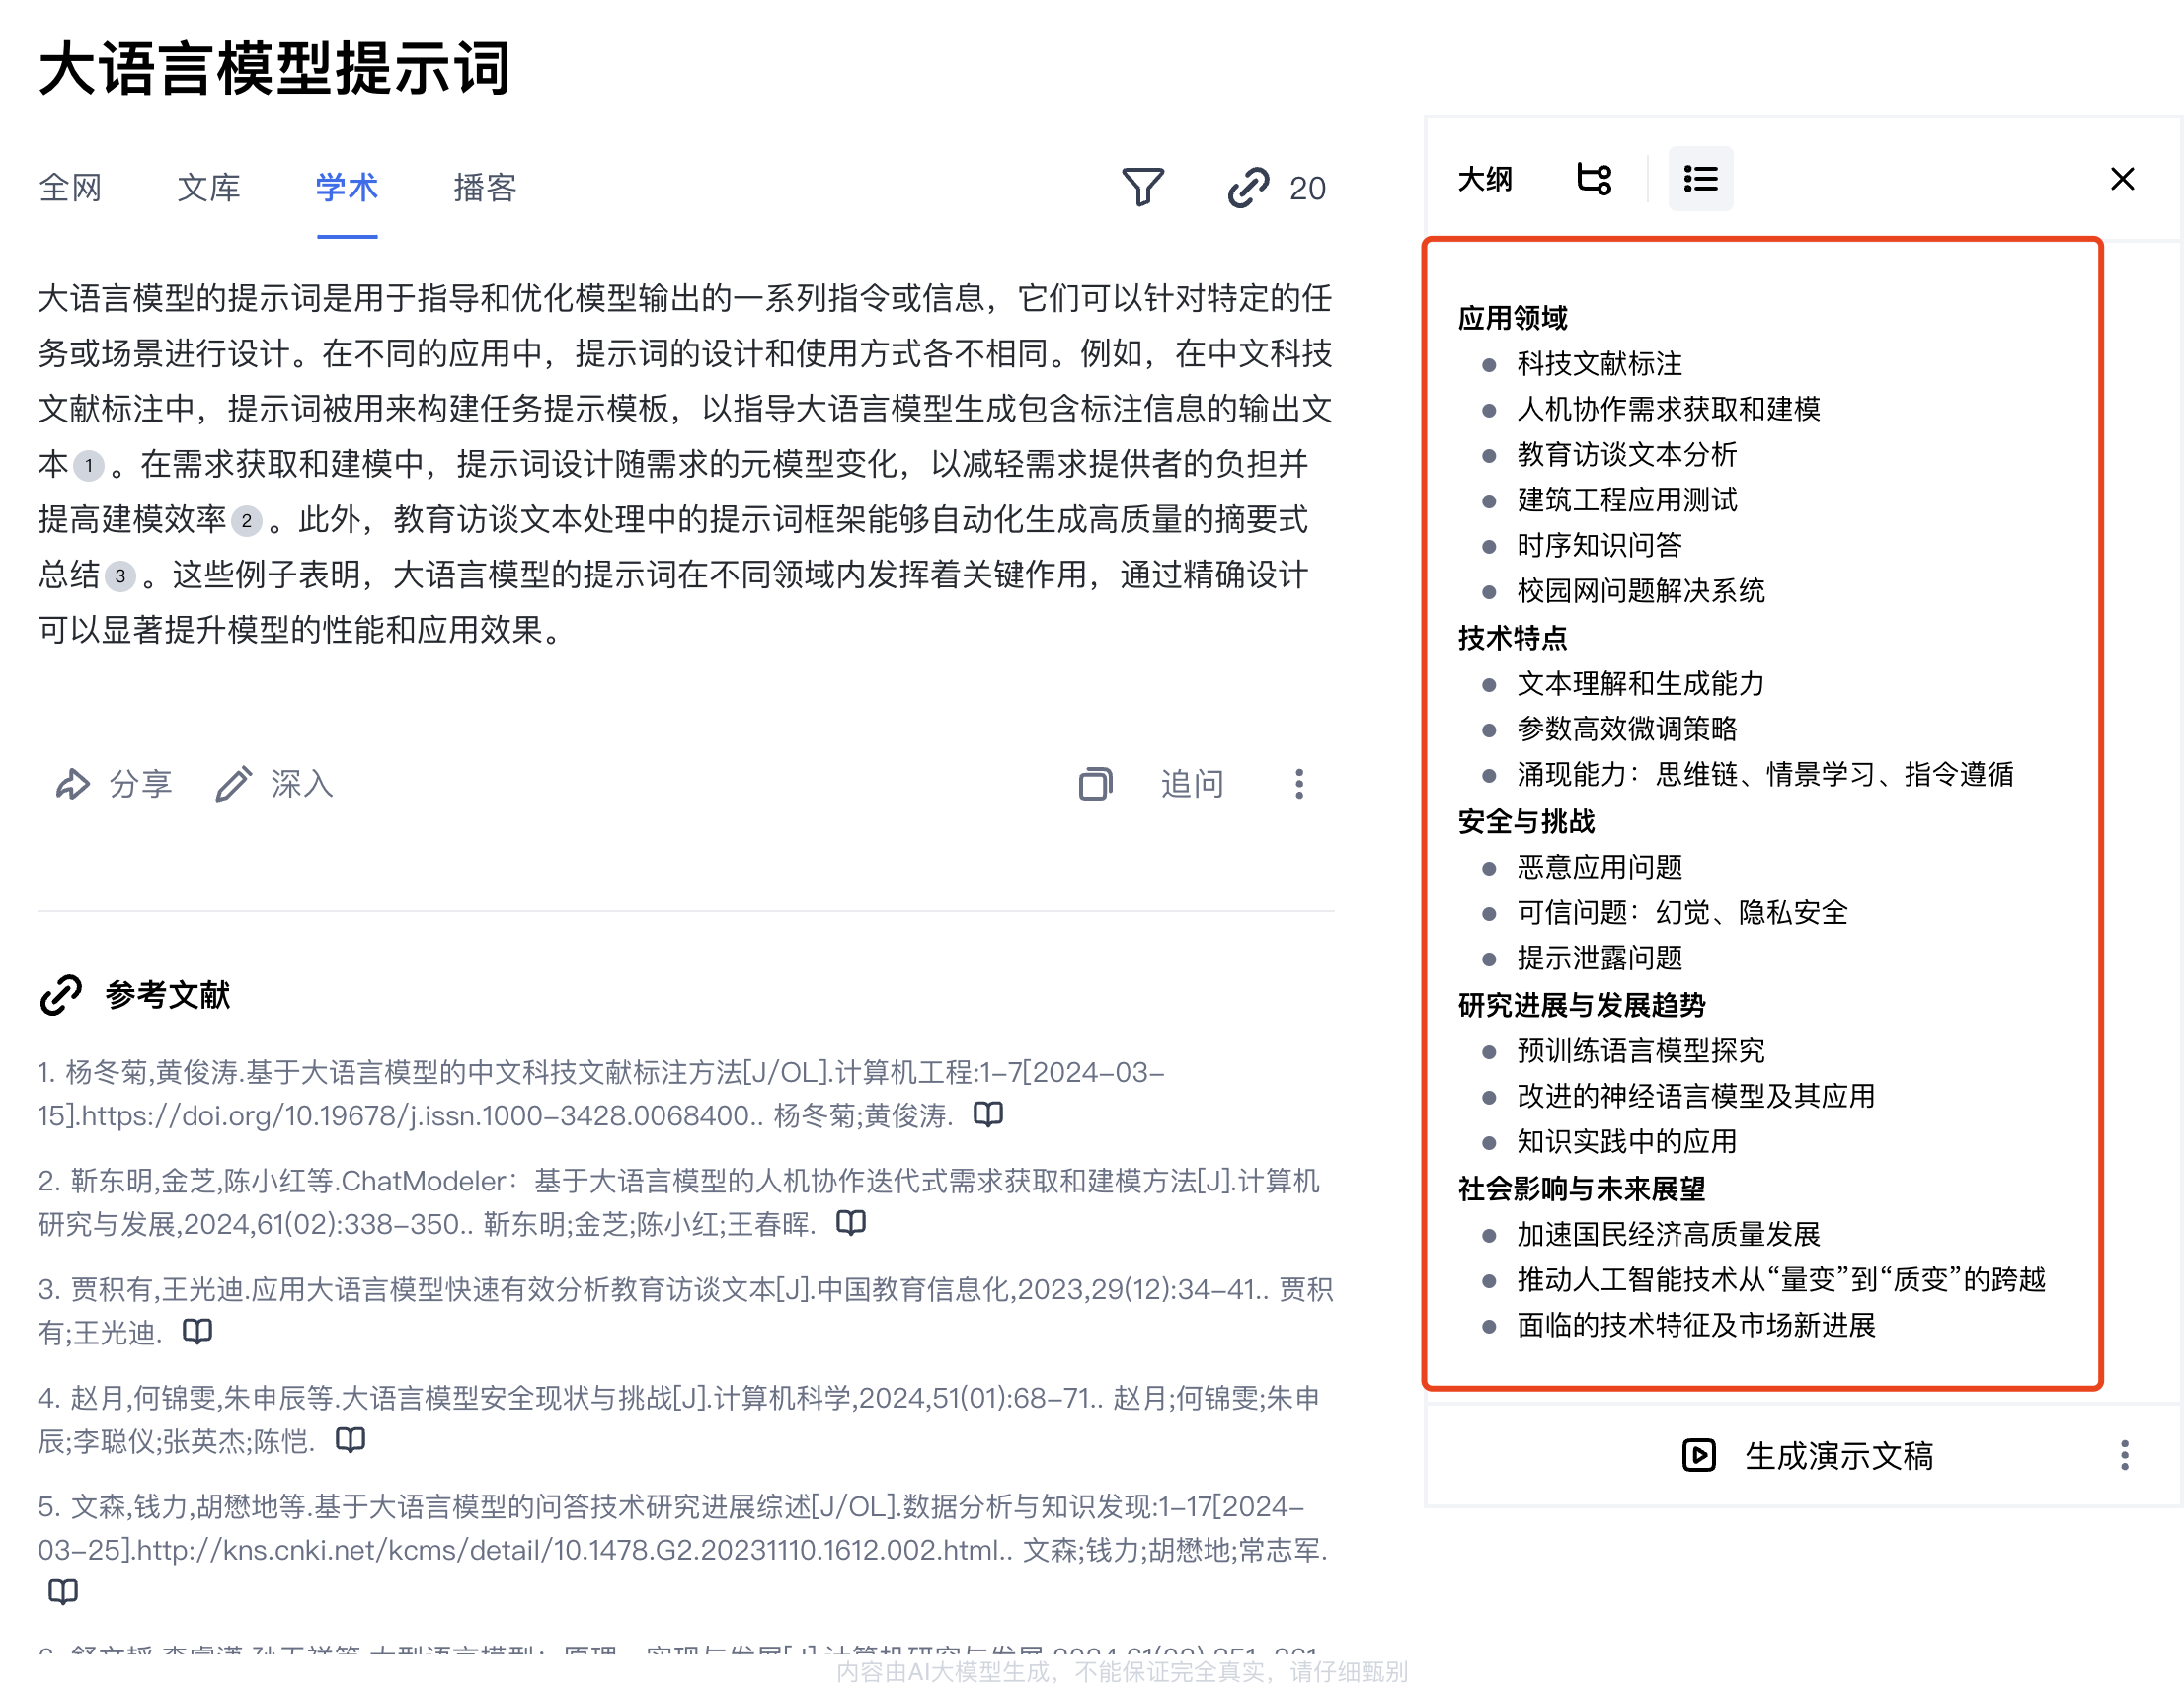 大语言模型提示词
全网 文库 学术 播客 20
大语言模型的提示词是用于指导和优化模型输出的一系列指令或信息，它们可以针对特定的任
务或场景进行设计。在不同的应用中，提示词的设计和使用方式各不相同。例如，在中文科技
文献标注中，提示词被用来构建任务提示模板，以指导大语言模型生成包含标注信息的输出文
本 1 。在需求获取和建模中，提示词设计随需求的元模型变化，以减轻需求提供者的负担并
提高建模效率 2 。此外，教育访谈文本处理中的提示词框架能够自动化生成高质量的摘要式
总结 3 。这些例子表明，大语言模型的提示词在不同领域内发挥着关键作用，通过精确设计
可以显著提升模型的性能和应用效果。
分享 深入 追问
参考文献
1. 杨冬菊,黄俊涛.基于大语言模型的中文科技文献标注方法[J/OL].计算机工程:1-7[2024-03-
15].https://doi.org/10.19678/j.issn.1000-3428.0068400.. 杨冬菊;黄俊涛.
2. 靳东明,金芝,陈小红等.ChatModeler：基于大语言模型的人机协作迭代式需求获取和建模方法[J].计算机
研究与发展,2024,61(02):338-350.. 靳东明;金芝;陈小红;王春晖.
3. 贾积有,王光迪.应用大语言模型快速有效分析教育访谈文本[J].中国教育信息化,2023,29(12):34-41.. 贾积
有;王光迪.
4. 赵月,何锦雯,朱申辰等.大语言模型安全现状与挑战[J].计算机科学,2024,51(01):68-71.. 赵月;何锦雯;朱申
辰;李聪仪;张英杰;陈恺.
5. 文森,钱力,胡懋地等.基于大语言模型的问答技术研究进展综述[J/OL].数据分析与知识发现:1-17[2024-
03-25].http://kns.cnki.net/kcms/detail/10.1478.G2.20231110.1612.002.html.. 文森;钱力;胡懋地;常志军.
内容由AI大模型生成，不能保证完全真实，请仔细甄别
大纲
应用领域
科技文献标注
人机协作需求获取和建模
教育访谈文本分析
建筑工程应用测试
时序知识问答
校园网问题解决系统
技术特点
文本理解和生成能力
参数高效微调策略
涌现能力：思维链、情景学习、指令遵循
安全与挑战
恶意应用问题
可信问题：幻觉、隐私安全
提示泄露问题
研究进展与发展趋势
预训练语言模型探究
改进的神经语言模型及其应用
知识实践中的应用
社会影响与未来展望
加速国民经济高质量发展
推动人工智能技术从“量变”到“质变”的跨越
面临的技术特征及市场新进展
生成演示文稿